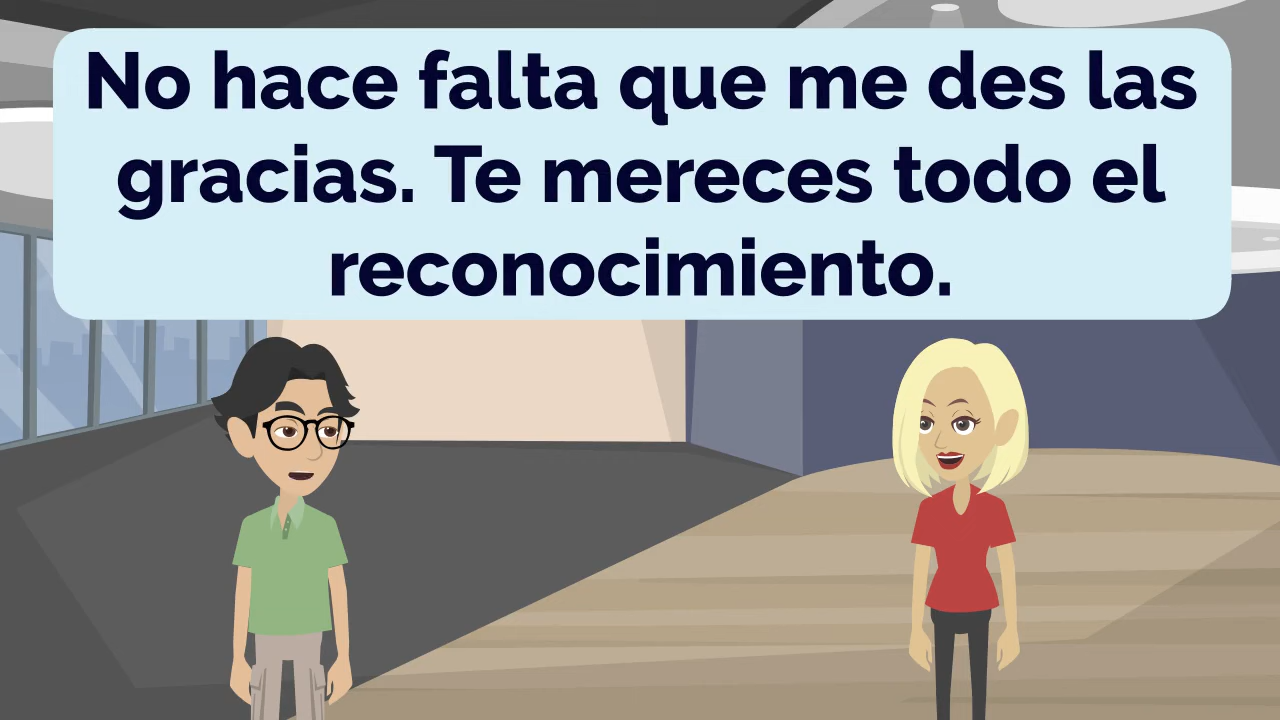 No hace falta que me des las
gracias. Te mereces todo el
reconocimiento.